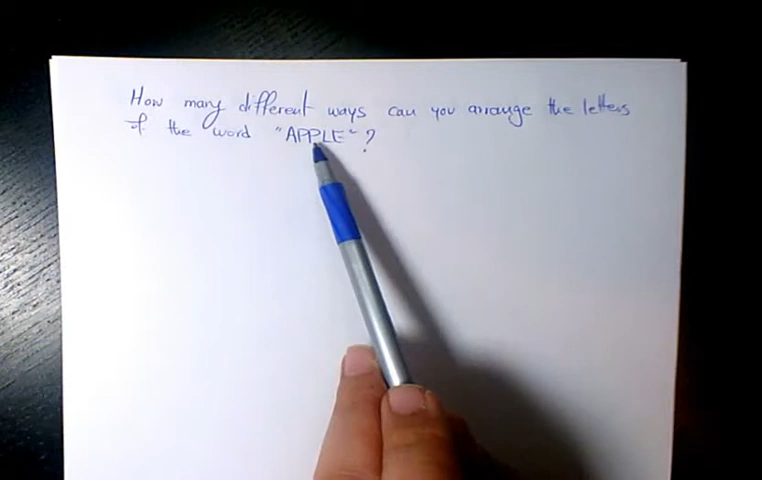 How many different ways can you arrange the letters
of the word "APPLE"?